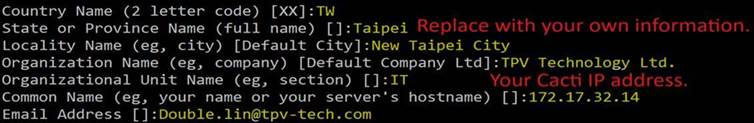 Country Name (2 letter code) [XX]:TW
State or Province Name (full name) []:Taipei Replace with your own information.
Locality Name (eg, city) [Default City]:New Taipei City
Organization Name (eg, company) [Default Company Ltd]:TPV Technology Ltd.
Organizational Unit Name (eg, section) []:IT Your Cacti IP address.
Common Name (eg, your name or your server's hostname) []:172.17.32.14
Email Address []:Double.lin@tpv-tech.com